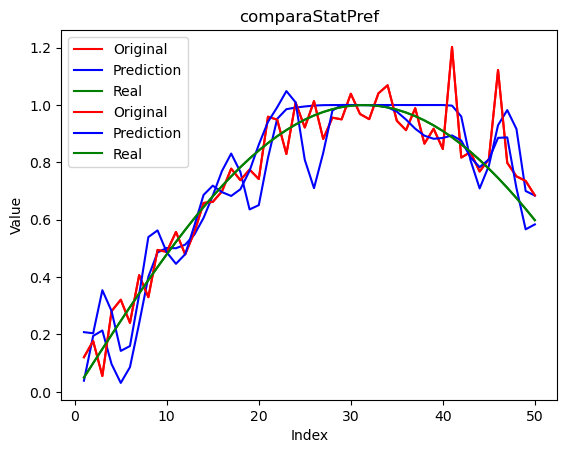 comparaStatPref
Original
Prediction
Real
Original
Prediction
Real
1.2
1.0
0.8
0.6
0.4
0.2
0.0
Value
0 10 20 30 40 50
Index